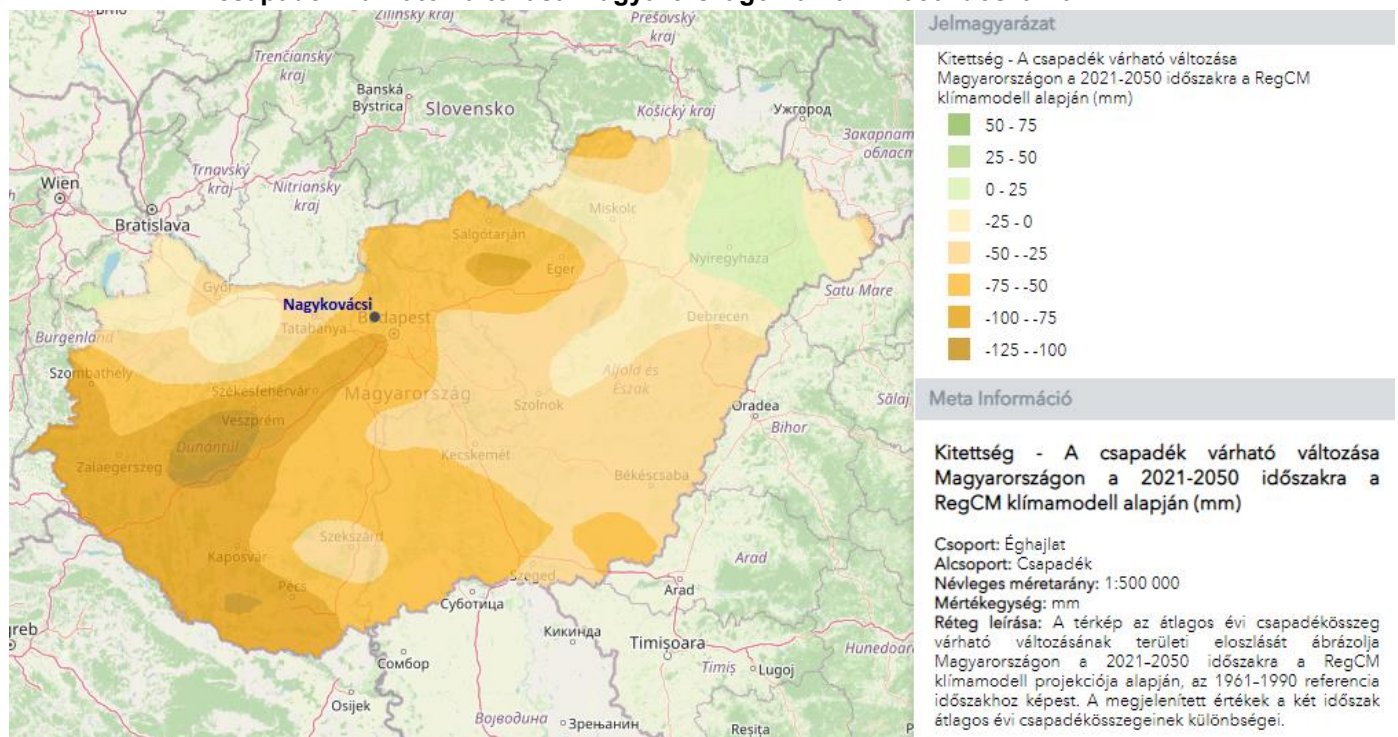 Jelmagyarázat
Kitettség - A csapadék várható változása
Magyarországon a 2021-2050 időszakra a RegCM
klímamodell alapján (mm)
50 - 75
25 - 50
0 - 25
-25 - 0
-50 - -25
-75 - -50
-100 - -75
-125 - -100
Meta Információ
Kitettség - A csapadék várható változása
Magyarországon a 2021-2050 időszakra a
RegCM klímamodell alapján (mm)
Csoport: Éghajlat
Alcsoport: Csapadék
Névleges méretarány: 1:500 000
Mértékegység: mm
Réteg leírása: A térkép az átlagos évi csapadékösszeg
várható változásának területi eloszlását ábrázolja
Magyarországon a 2021–2050 időszakra a RegCM
klímamodell projekciója alapján, az 1961–1990 referencia
időszakhoz képest. A megjelenített értékek a két időszak
átlagos évi csapadékösszegeinek különbségei.
Žilinský kraj
Prešovský
kraj
Trenčiansky
kraj
Banská
Bystrica
Slovensko
Košický kraj
Ужгород
Trnavský
kraj
Nitriansky
kraj
Wien
Bratislava
Miskolc
Salgótarján
Eger
Nyíregyháza
Győr
Nagykovácsi
Budapest
Tatabánya
Satu Mare
Debrecen
Burgenland
Szombathely
Székesfehérvár
Magyarország
Alföld és
Észak
Szolnok
Oradea
Bihor
Sălaj
Veszprém
Dunántúl
Zalaegerszeg
Kecskemét
Békéscsaba
Szekszárd
Kaposvár
Pécs
Szeged
Arad
Arad
Суботица
Кикинда
Timișoara
Timiș
Lugoj
Сомбор
Osijek
Војводина
Зрењанин
Reșița